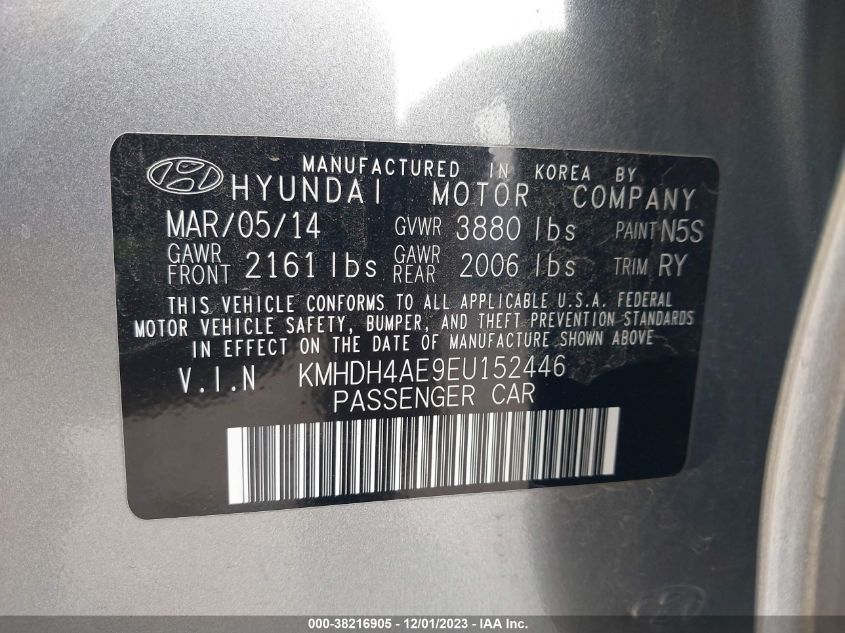 MANUFACTURED IN KOREA BY
HYUNDAI MOTOR COMPANY
MAR/05/14 GVWR 3880 lbs PAINT N5S
GAWR FRONT 2161 lbs GAWR REAR 2006 lbs TRIM RY
THIS VEHICLE CONFORMS TO ALL APPLICABLE U.S.A. FEDERAL
MOTOR VEHICLE SAFETY, BUMPER, AND THEFT PREVENTION STANDARDS
IN EFFECT ON THE DATE OF MANUFACTURE SHOWN ABOVE
V.I.N KMHDH4AE9EU152446
PASSENGER CAR
000-38216905 - 12/01/2023 - IAA Inc.